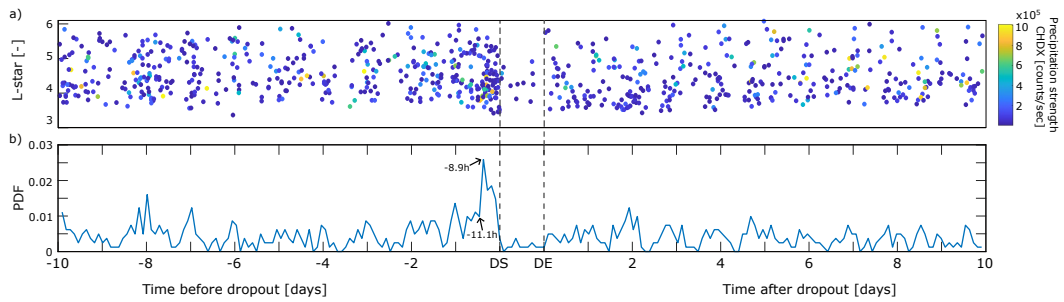 a)
6
5
4
3
L-star [-]
x10⁵
10
8
6
4
2
Precipitation strength
CHDX [counts/sec]
b)
0.03
0.02
0.01
0
PDF
-8.9h
-11.1h
-10 -8 -6 -4 -2 DS DE 2 4 6 8 10
Time before dropout [days] Time after dropout [days]